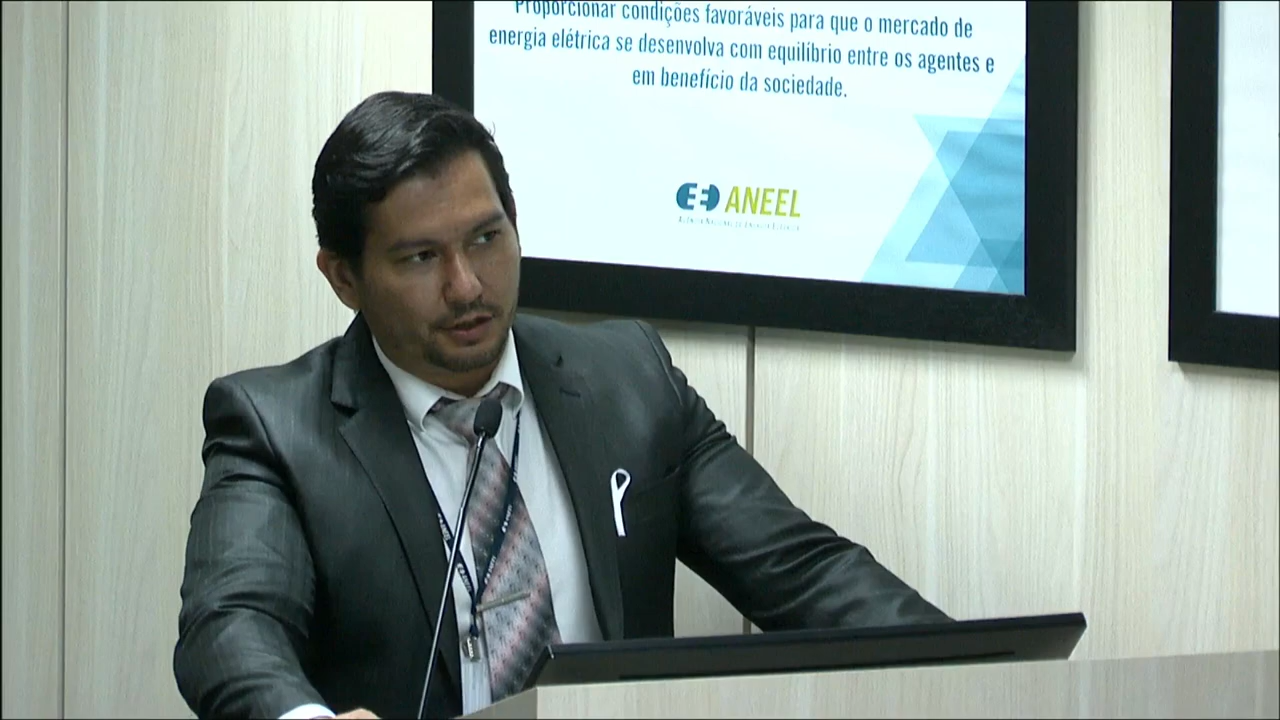 Proporcionar condições favoráveis para que o mercado de
energia elétrica se desenvolva com equilíbrio entre os agentes e
em benefício da sociedade.
ANEEL